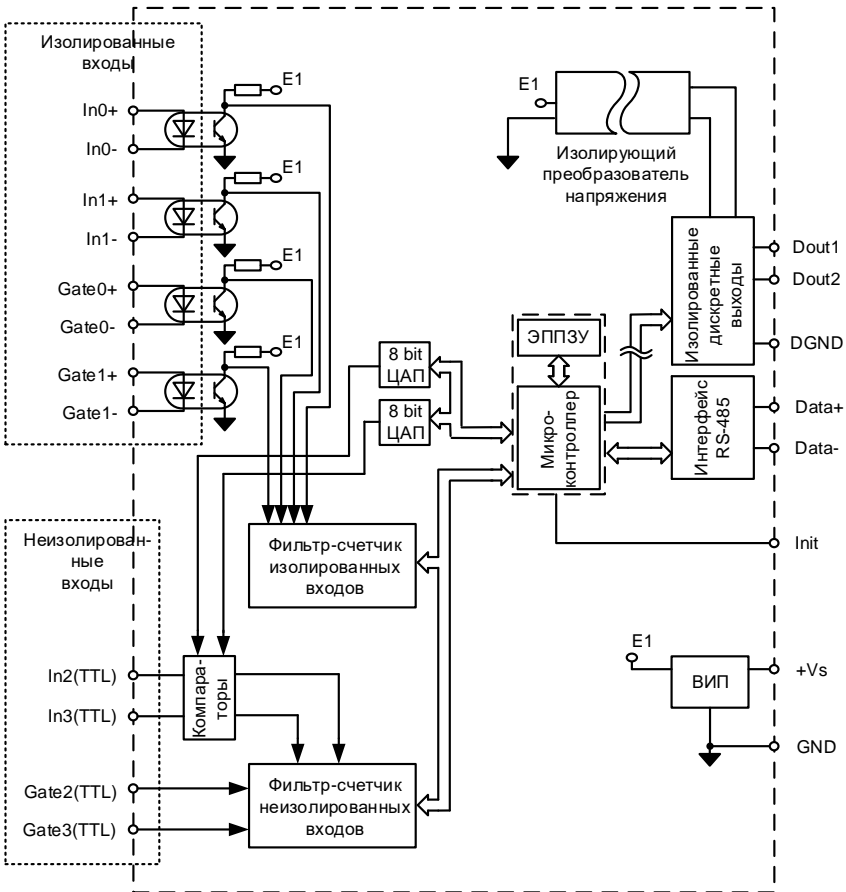 Изолированные
входы
E1
In0+
In0-
E1
In1+
In1-
E1
Gate0+
Gate0-
E1
Gate1+
Gate1-
E1
Изолирующий
преобразователь
напряжения
Изолированные
дискретные
выходы
Dout1
Dout2
DGND
ЭППЗУ
Микро-
контроллер
8 bit
ЦАП
8 bit
ЦАП
Интерфейс
RS-485
Data+
Data-
Init
Неизолирован-
ные
входы
Фильтр-счетчик
изолированных
входов
In2(TTL)
In3(TTL)
Компара-
торы
E1
ВИП
+Vs
GND
Gate2(TTL)
Gate3(TTL)
Фильтр-счетчик
неизолированных
входов